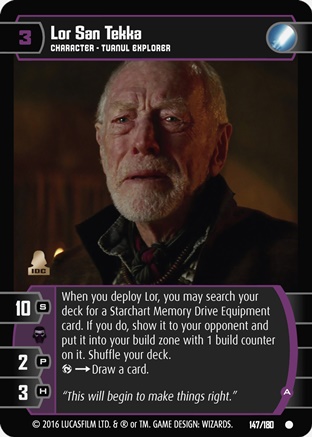 3
Lor San Tekka
CHARACTER - TUANUL EXPLORER
IDC
10 S
2 P
3 H
When you deploy Lor, you may search your
deck for a Starchart Memory Drive Equipment
card. If you do, show it to your opponent and
put it into your build zone with 1 build counter
on it. Shuffle your deck.
→Draw a card.
"This will begin to make things right."
A
© 2016 LUCASFILM LTD. & ® or TM. GAME DESIGN: WIZARDS.
147/180